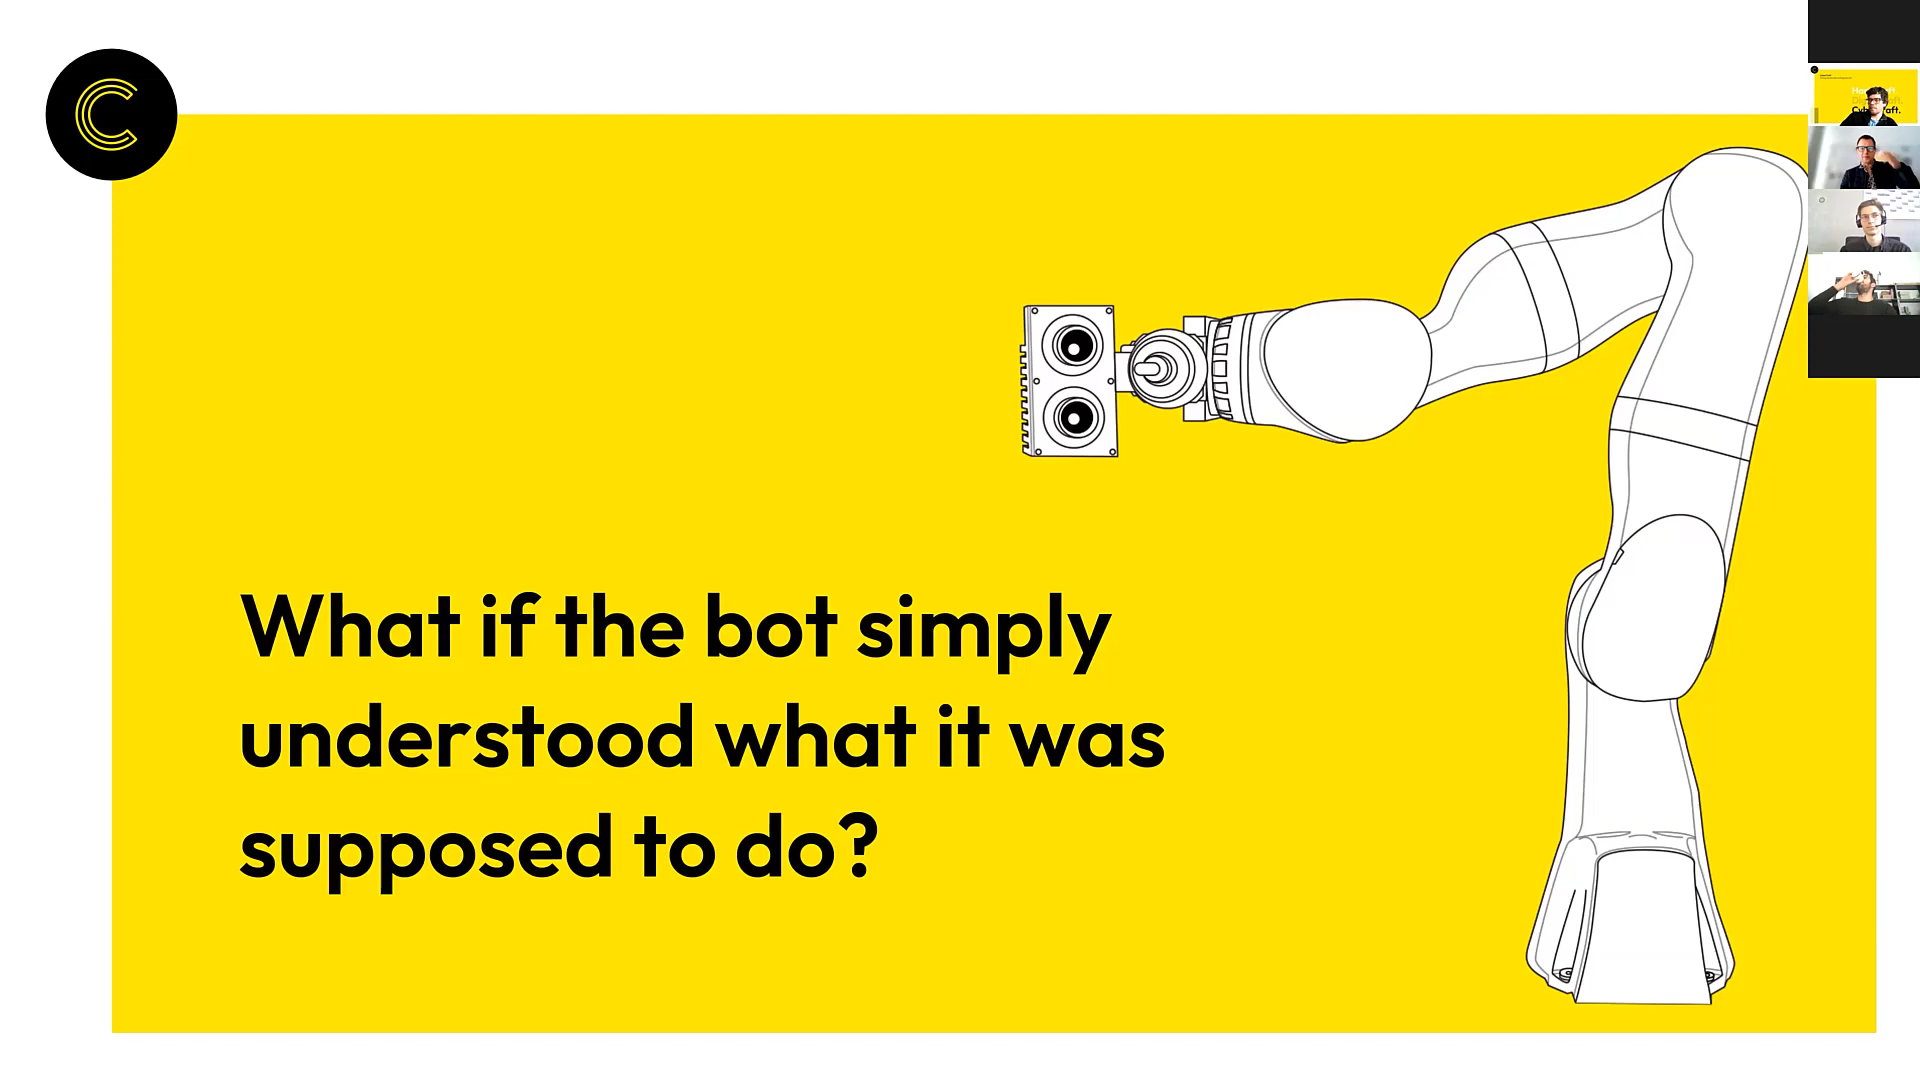 C
What if the bot simply
understood what it was
supposed to do?